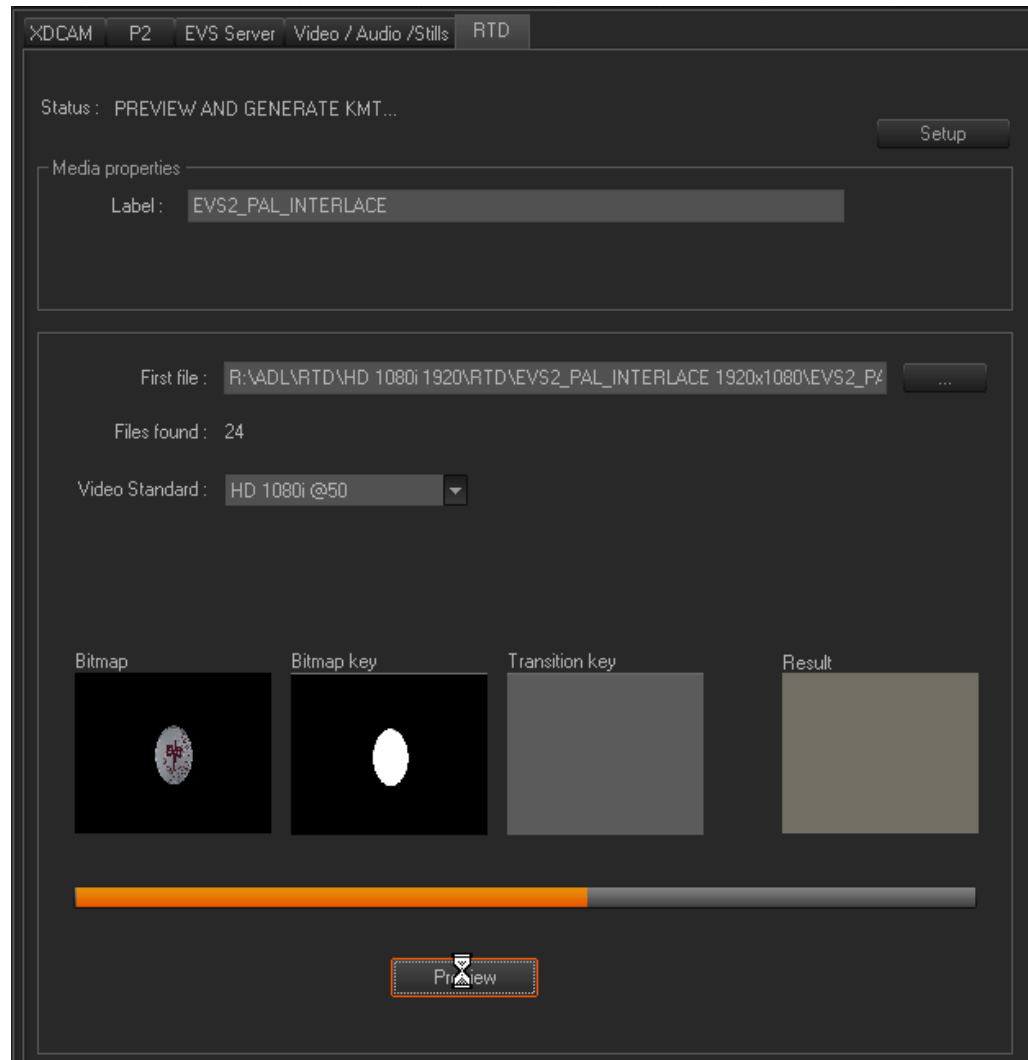 XDCAM P2 EVS Server Video / Audio /Stills RTD
Status : PREVIEW AND GENERATE KMT...
Setup
Media properties
Label : EVS2_PAL_INTERLACE
First file : R:\ADL\RTD\HD 1080i 1920\RTD\EVS2_PAL_INTERLACE 1920x1080\EVS2_PA ...
Files found : 24
Video Standard : HD 1080i @50
Bitmap Bitmap key Transition key Result
Preview